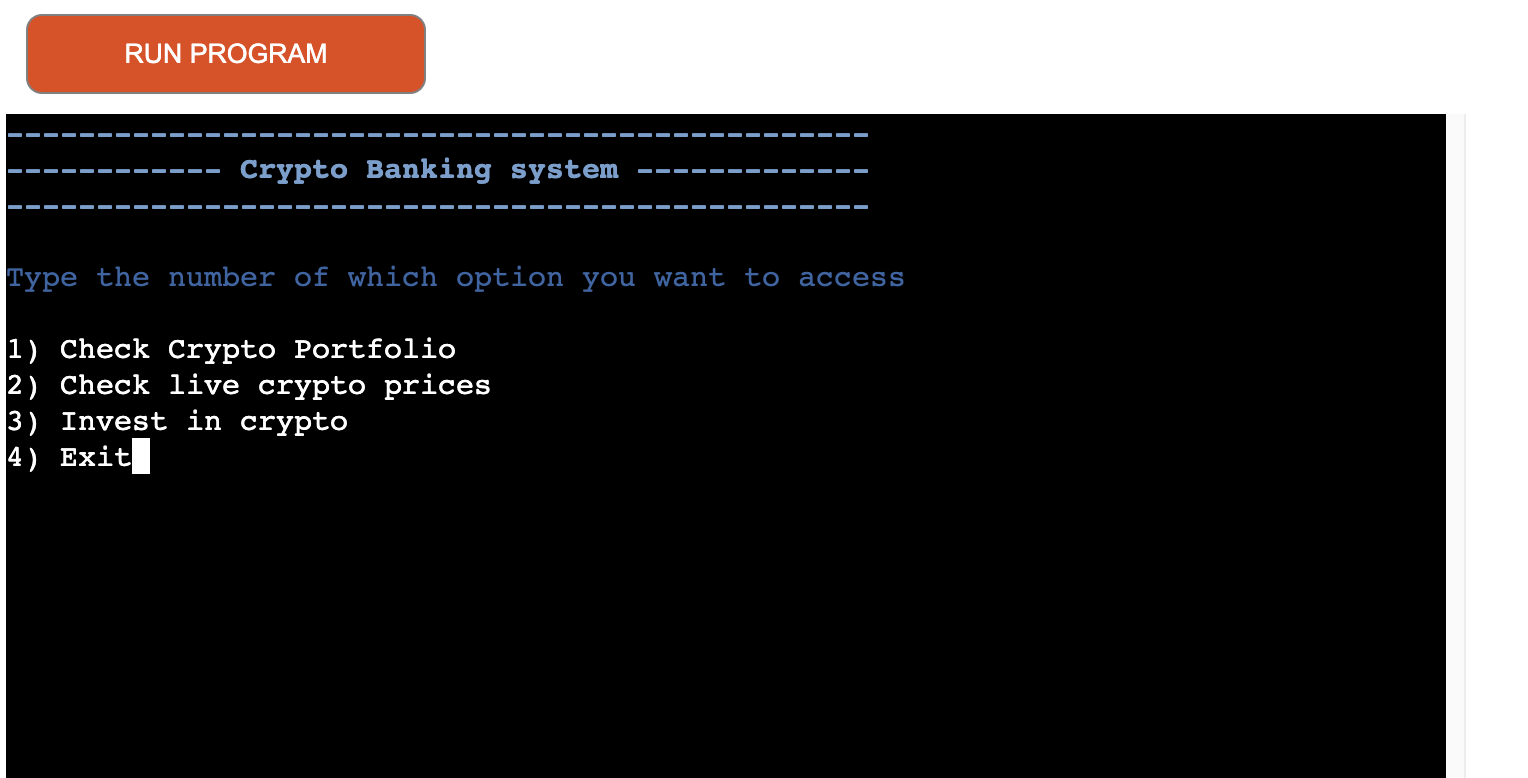 RUN PROGRAM
------------------------------------------------
------------ Crypto Banking system -------------
------------------------------------------------
Type the number of which option you want to access
1) Check Crypto Portfolio
2) Check live crypto prices
3) Invest in crypto
4) Exit